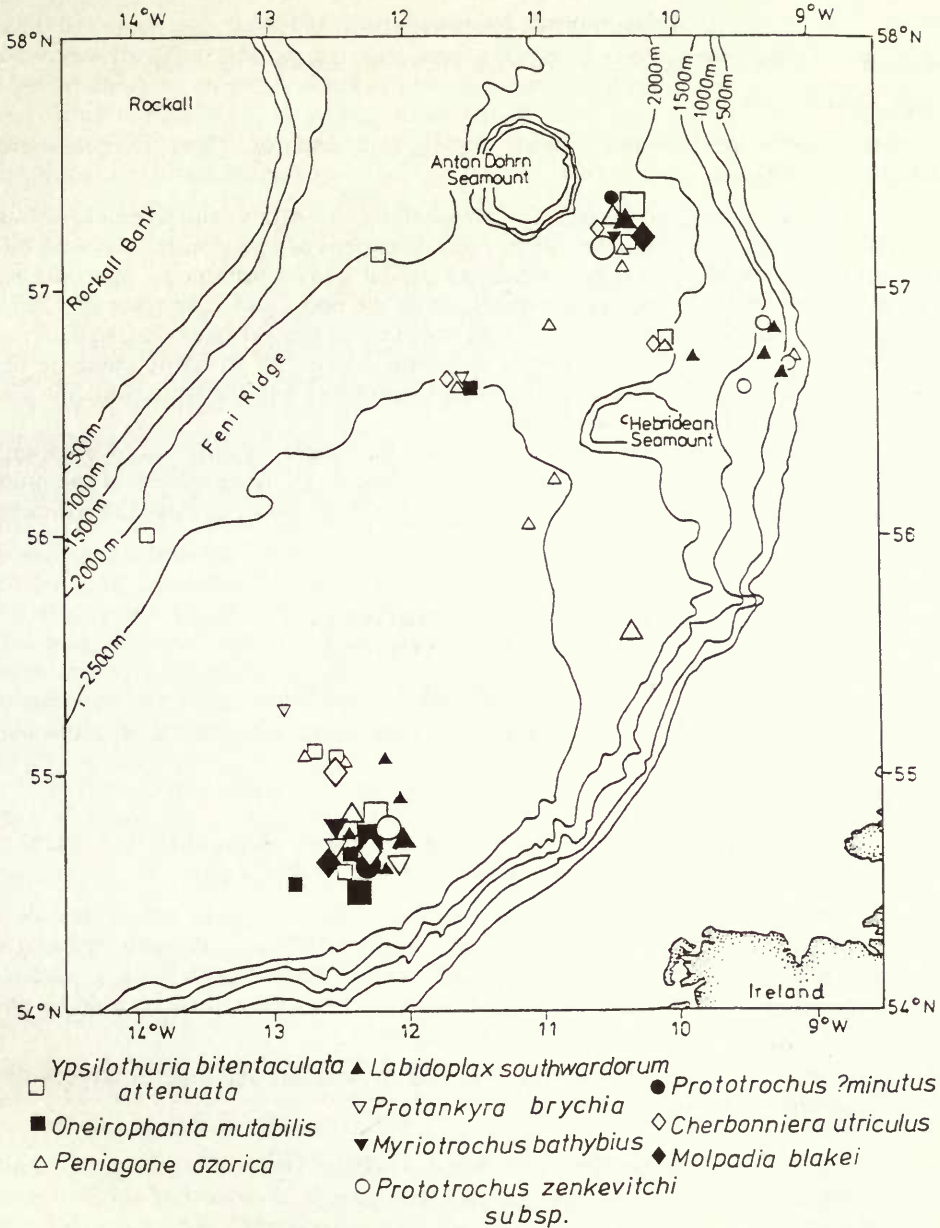 14°W 13 12 11 10 9°W
58°N 58°N
Rockall
2000m
1500m
1000m
500m
Anton Dohrn
Seamount
Rockall Bank
57 57
Feni Ridge
Hebridean
Seamount
500m
1000m
1500m
2000m
2500m
56 56
55 55
Ireland
54°N 54°N
14°W 13 12 11 10 9°W
Ypsilothuria bitentaculata
attenuata
Oneirophanta mutabilis
Peniagone azorica
Labidoplax southwardorum
Protankyra brychia
Myriotrochus bathybius
Prototrochus zenkevitchi
subsp.
Prototrochus ?minutus
Cherbonniera utriculus
Molpadia blakei